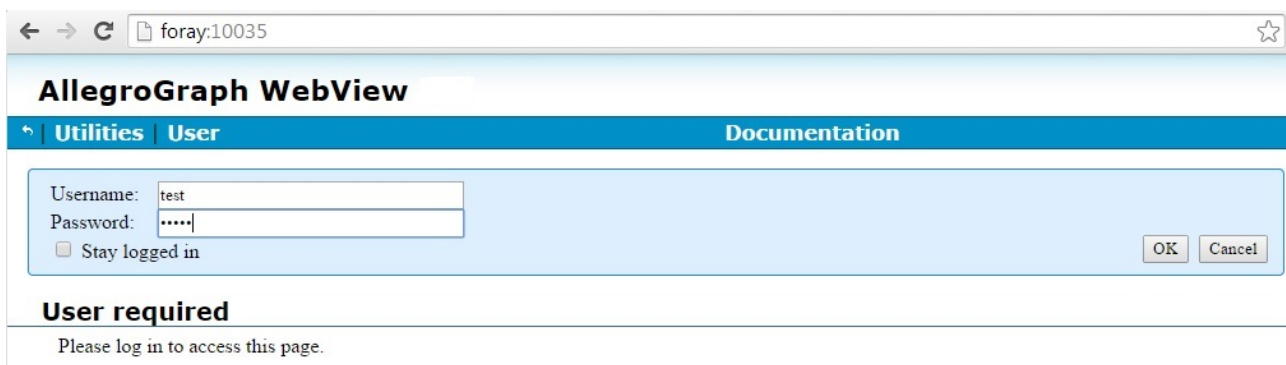 foray:10035
AllegroGraph WebView
| Utilities | User Documentation
Username: test
Password: •••••
Stay logged in OK Cancel
User required
Please log in to access this page.